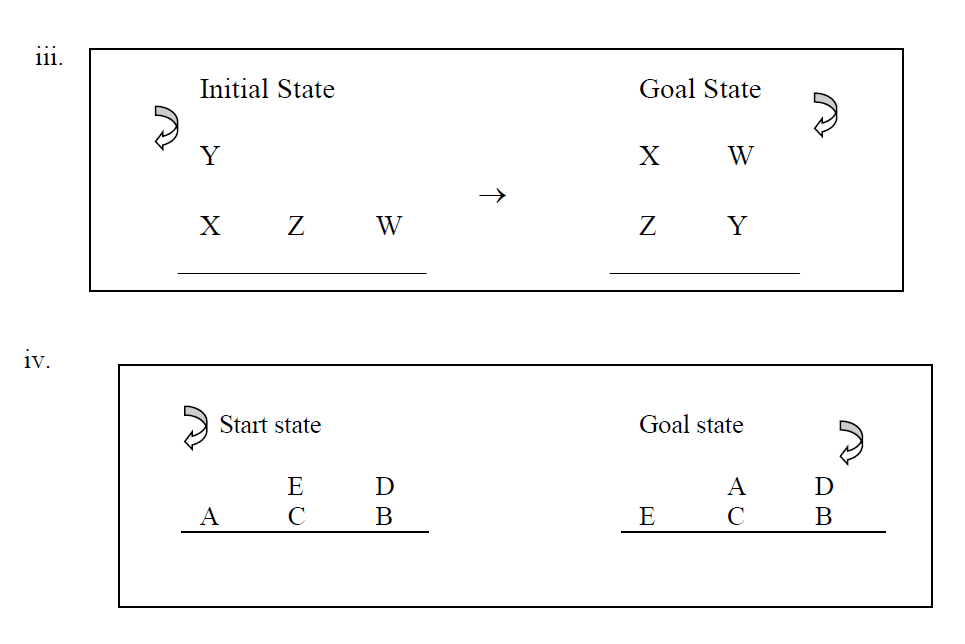 iii.
Initial State Goal State
Y X W
→
X Z W Z Y
iv.
Start state Goal state
E D A D
A C B E C B